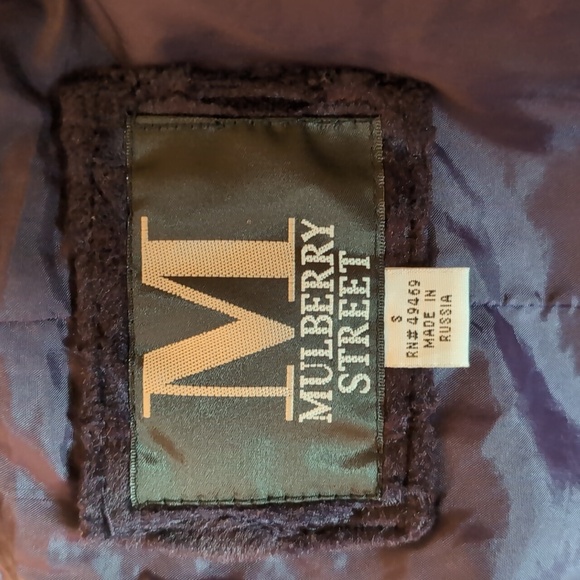 M
MULBERRY
STREET
S
RN# 49469
MADE IN
RUSSIA